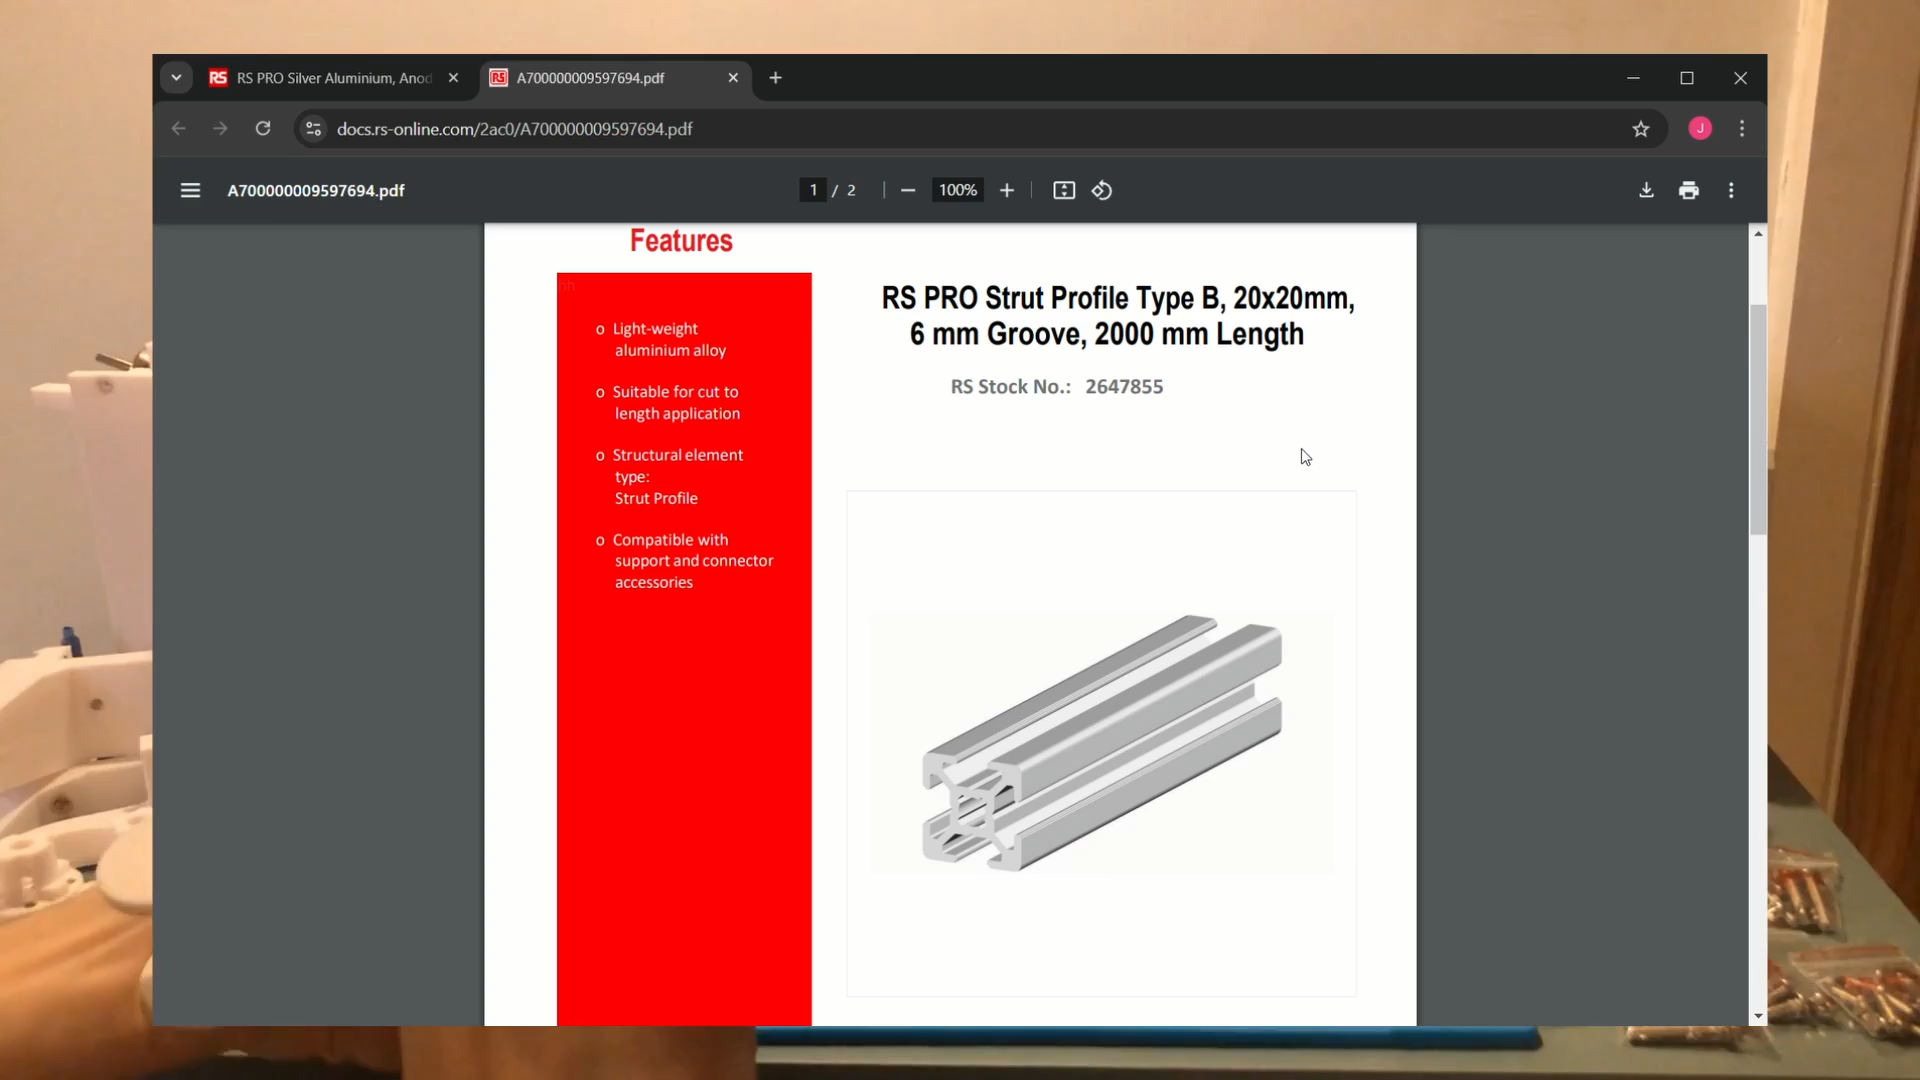 RS PRO Silver Aluminium, Anod
A700000009597694.pdf
docs.rs-online.com/2ac0/A700000009597694.pdf
J
A700000009597694.pdf
1 / 2
100%
Features
hh
o Light-weight
aluminium alloy
o Suitable for cut to
length application
o Structural element
type:
Strut Profile
o Compatible with
support and connector
accessories
RS PRO Strut Profile Type B, 20x20mm,
6 mm Groove, 2000 mm Length
RS Stock No.: 2647855